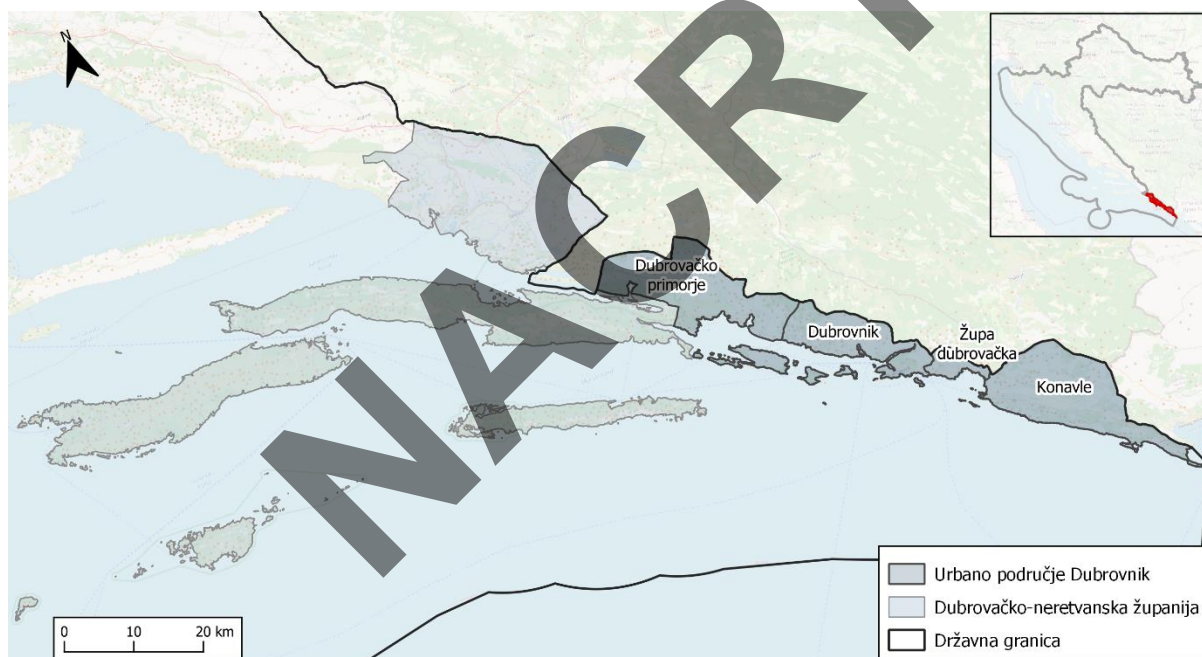 N
NACRT
Dubrovačko
primorje
Dubrovnik
Župa
dubrovačka
Konavle
Urbano područje Dubrovnik
Dubrovačko-neretvanska županija
Državna granica
0 10 20 km